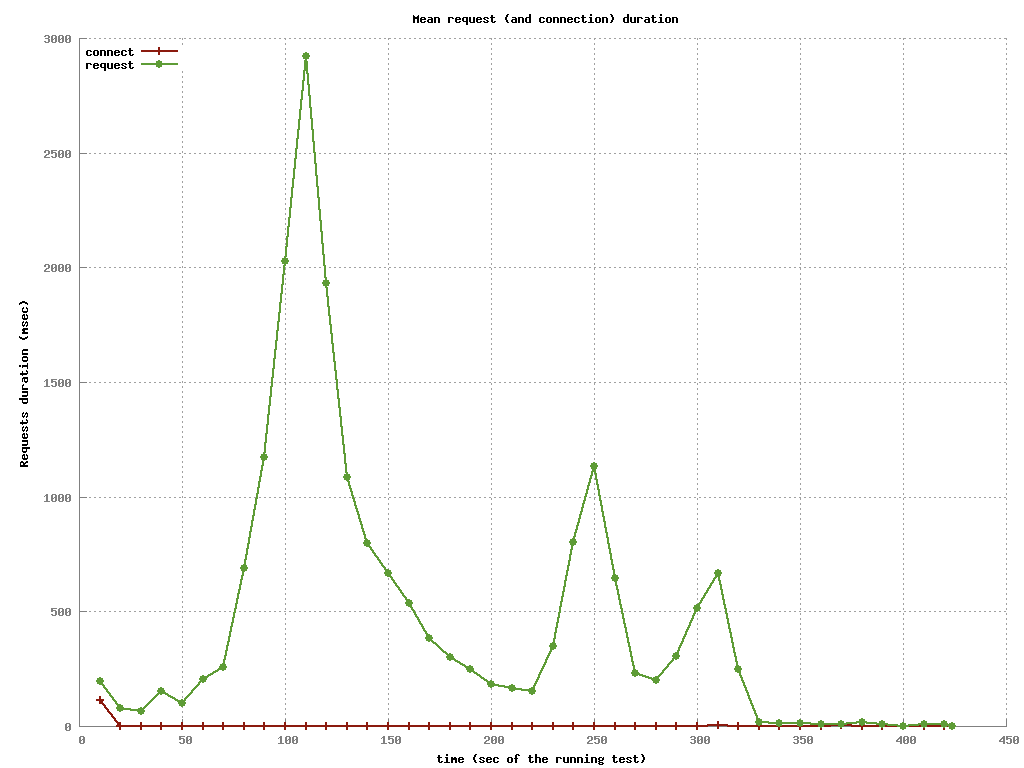 Mean request (and connection) duration
connect
request
3000
2500
2000
1500
1000
500
0
0 50 100 150 200 250 300 350 400 450
Requests duration (msec)
time (sec of the running test)